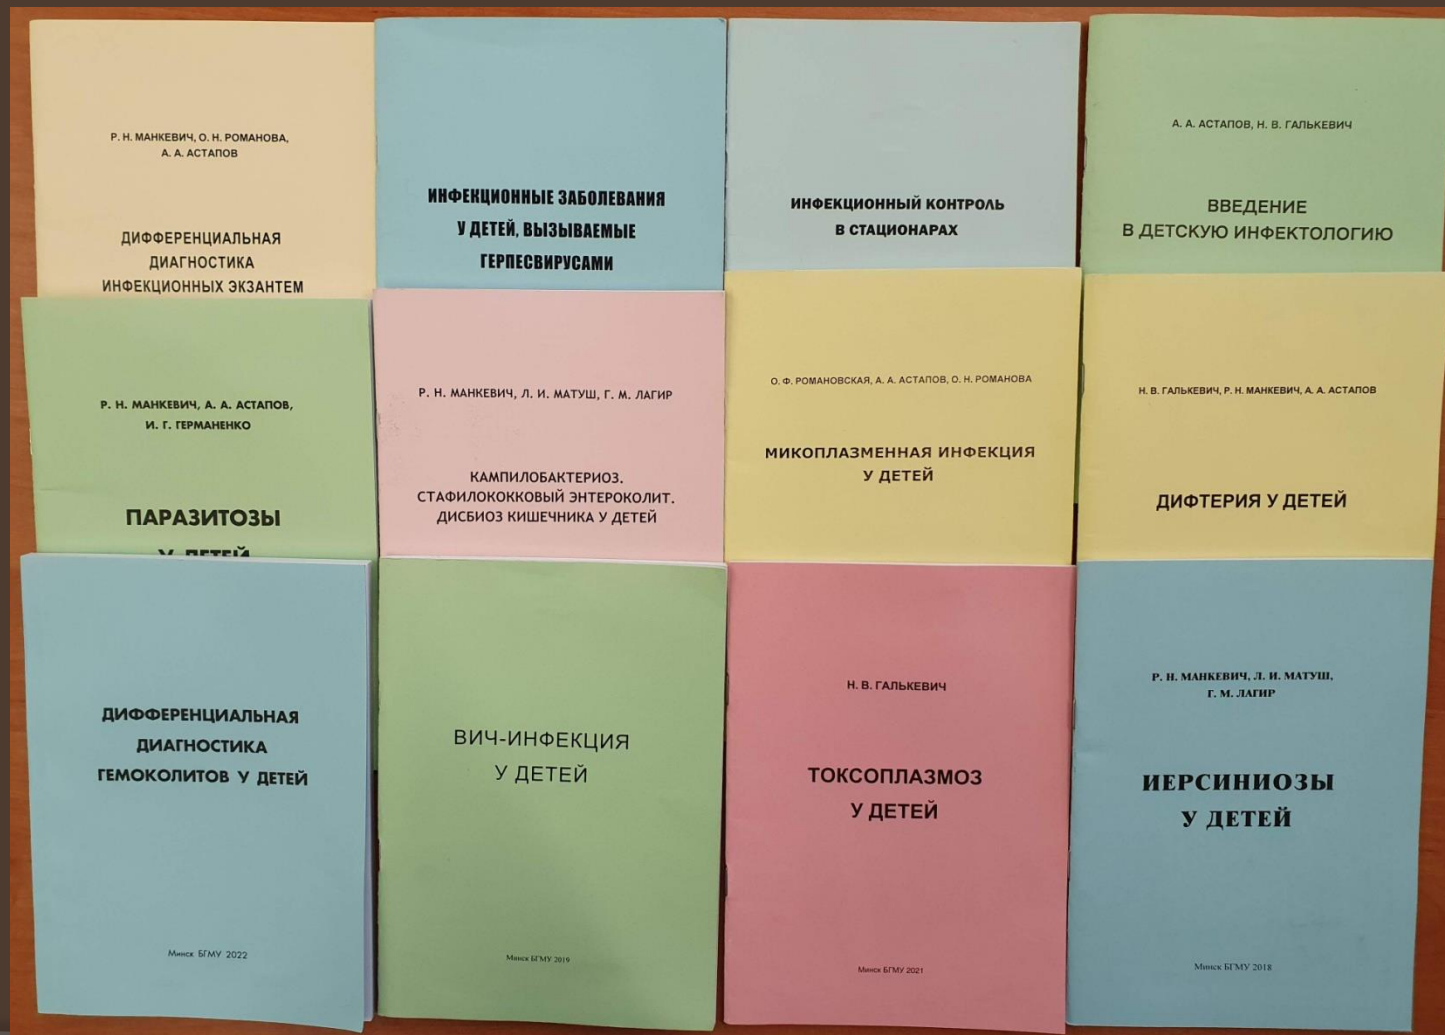 Р. Н. МАНКЕВИЧ, О. Н. РОМАНОВА,
А. А. АСТАПОВ
ДИФФЕРЕНЦИАЛЬНАЯ
ДИАГНОСТИКА
ИНФЕКЦИОННЫХ ЭКЗАНТЕМ
ИНФЕКЦИОННЫЕ ЗАБОЛЕВАНИЯ
У ДЕТЕЙ, ВЫЗЫВАЕМЫЕ
ГЕРПЕСВИРУСАМИ
ИНФЕКЦИОННЫЙ КОНТРОЛЬ
В СТАЦИОНАРАХ
А. А. АСТАПОВ, Н. В. ГАЛЬКЕВИЧ
ВВЕДЕНИЕ
В ДЕТСКУЮ ИНФЕКТОЛОГИЮ
Р. Н. МАНКЕВИЧ, А. А. АСТАПОВ,
И. Г. ГЕРМАНЕНКО
ПАРАЗИТОЗЫ
У ДЕТЕЙ
Р. Н. МАНКЕВИЧ, Л. И. МАТУШ, Г. М. ЛАГИР
КАМПИЛОБАКТЕРИОЗ.
СТАФИЛОКОККОВЫЙ ЭНТЕРОКОЛИТ.
ДИСБИОЗ КИШЕЧНИКА У ДЕТЕЙ
О. Ф. РОМАНОВСКАЯ, А. А. АСТАПОВ, О. Н. РОМАНОВА
МИКОПЛАЗМЕННАЯ ИНФЕКЦИЯ
У ДЕТЕЙ
Н. В. ГАЛЬКЕВИЧ, Р. Н. МАНКЕВИЧ, А. А. АСТАПОВ
ДИФТЕРИЯ У ДЕТЕЙ
ДИФФЕРЕНЦИАЛЬНАЯ
ДИАГНОСТИКА
ГЕМОКОЛИТОВ У ДЕТЕЙ
Минск БГМУ 2022
ВИЧ-ИНФЕКЦИЯ
У ДЕТЕЙ
Минск БГМУ 2019
Н. В. ГАЛЬКЕВИЧ
ТОКСОПЛАЗМОЗ
У ДЕТЕЙ
Минск БГМУ 2021
Р. Н. МАНКЕВИЧ, Л. И. МАТУШ,
Г. М. ЛАГИР
ИЕРСИНИОЗЫ
У ДЕТЕЙ
Минск БГМУ 2018